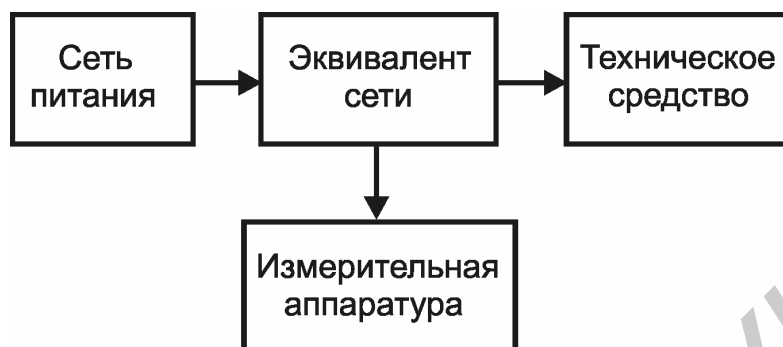 Сеть
питания
Эквивалент
сети
Техническое
средство
Измерительная
аппаратура